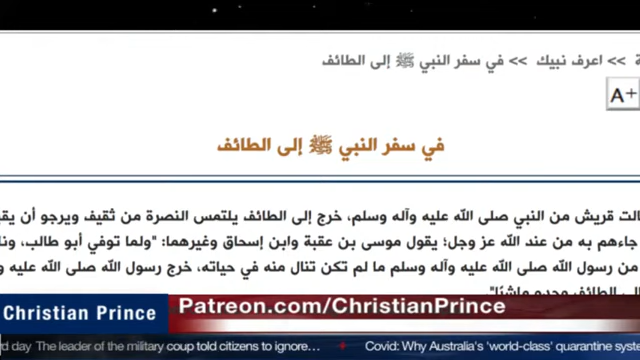 >> اعرف نبيك >> في سفر النبي ﷺ إلى الطائف
A+
في سفر النبي ﷺ إلى الطائف
قريش من النبي صلى الله عليه وآله وسلم، خرج إلى الطائف يلتمس النصرة من ثقيف ويرجو أن
جاءهم به من عند الله عز وجل؛ يقول موسى بن عقبة وابن إسحاق وغيرهما: "ولما توفي أبو طالب،
من رسول الله صلى الله عليه وآله وسلم ما لم تكن تنال منه في حياته، خرج رسول الله صلى الله عليه
الطائف وحده ماشيًا"
Christian Prince
Patreon.com/ChristianPrince
rd day The leader of the military coup told citizens to ignore... Covid: Why Australia's 'world-class' quarantine